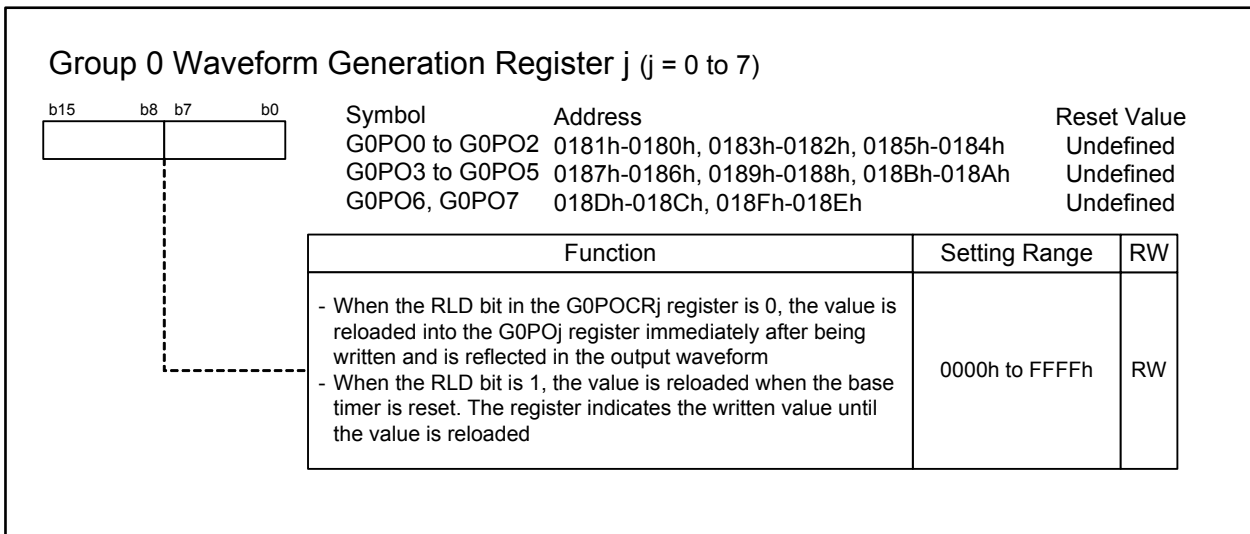 Group 0 Waveform Generation Register j (j = 0 to 7)
b15 b8 b7 b0
Symbol Address Reset Value
G0PO0 to G0PO2 0181h-0180h, 0183h-0182h, 0185h-0184h Undefined
G0PO3 to G0PO5 0187h-0186h, 0189h-0188h, 018Bh-018Ah Undefined
G0PO6, G0PO7 018Dh-018Ch, 018Fh-018Eh Undefined
Function Setting Range RW
- When the RLD bit in the G0POCRj register is 0, the value is
reloaded into the G0POj register immediately after being
written and is reflected in the output waveform
- When the RLD bit is 1, the value is reloaded when the base
timer is reset. The register indicates the written value until
the value is reloaded
0000h to FFFFh RW